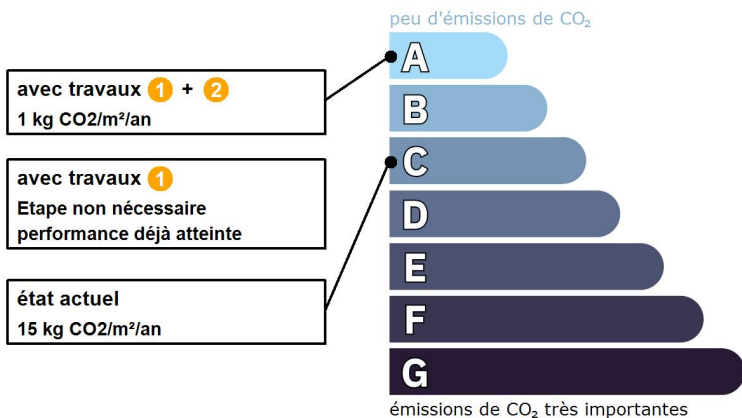 peu d'émissions de CO₂
A
B
C
D
E
F
G
émissions de CO₂ très importantes
avec travaux 1 + 2
1 kg CO2/m²/an
avec travaux 1
Etape non nécessaire
performance déjà atteinte
état actuel
15 kg CO2/m²/an